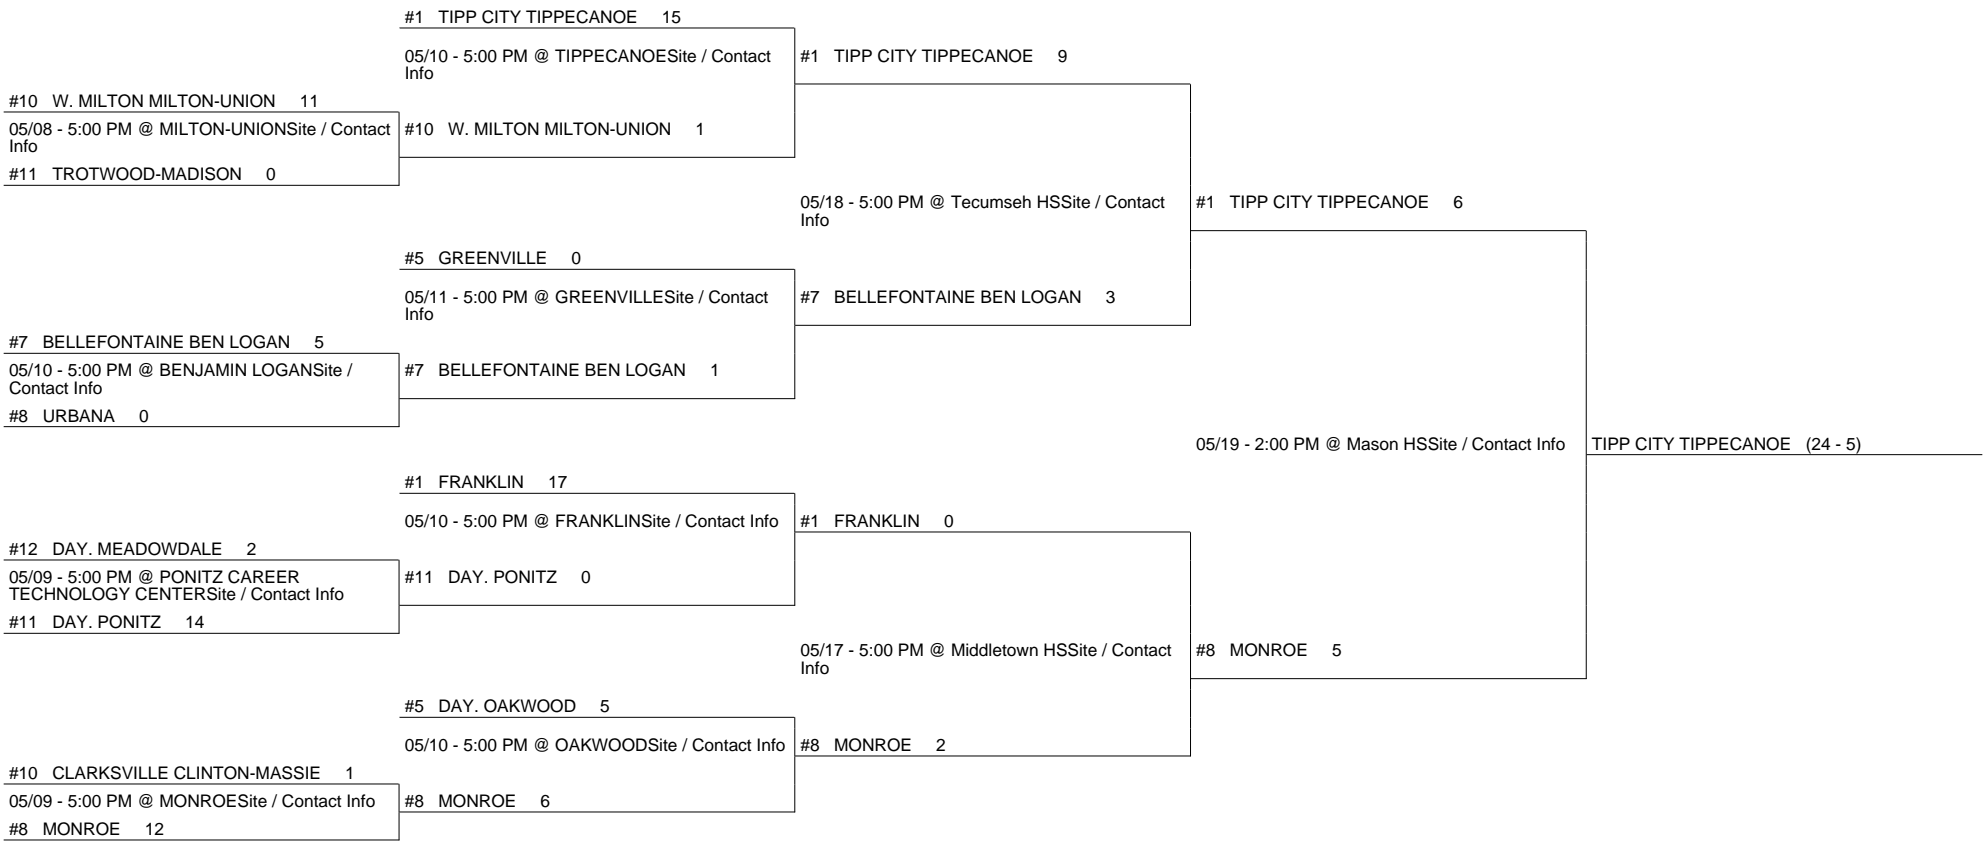 #1 TIPP CITY TIPPECANOE 15
05/10 - 5:00 PM @ TIPPECANOESite / Contact
Info
#1 TIPP CITY TIPPECANOE 9
#10 W. MILTON MILTON-UNION 11
05/08 - 5:00 PM @ MILTON-UNIONSite / Contact
Info
#10 W. MILTON MILTON-UNION 1
#11 TROTWOOD-MADISON 0
05/18 - 5:00 PM @ Tecumseh HSSite / Contact
Info
#1 TIPP CITY TIPPECANOE 6
#5 GREENVILLE 0
05/11 - 5:00 PM @ GREENVILLESite / Contact
Info
#7 BELLEFONTAINE BEN LOGAN 3
#7 BELLEFONTAINE BEN LOGAN 5
05/10 - 5:00 PM @ BENJAMIN LOGANSite /
Contact Info
#7 BELLEFONTAINE BEN LOGAN 1
#8 URBANA 0
05/19 - 2:00 PM @ Mason HSSite / Contact Info
TIPP CITY TIPPECANOE (24 - 5)
#1 FRANKLIN 17
05/10 - 5:00 PM @ FRANKLINSite / Contact Info
#1 FRANKLIN 0
#12 DAY. MEADOWDALE 2
05/09 - 5:00 PM @ PONITZ CAREER
TECHNOLOGY CENTERSite / Contact Info
#11 DAY. PONITZ 0
#11 DAY. PONITZ 14
05/17 - 5:00 PM @ Middletown HSSite / Contact
Info
#8 MONROE 5
#5 DAY. OAKWOOD 5
05/10 - 5:00 PM @ OAKWOODSite / Contact Info
#8 MONROE 2
#10 CLARKSVILLE CLINTON-MASSIE 1
05/09 - 5:00 PM @ MONROESite / Contact Info
#8 MONROE 6
#8 MONROE 12